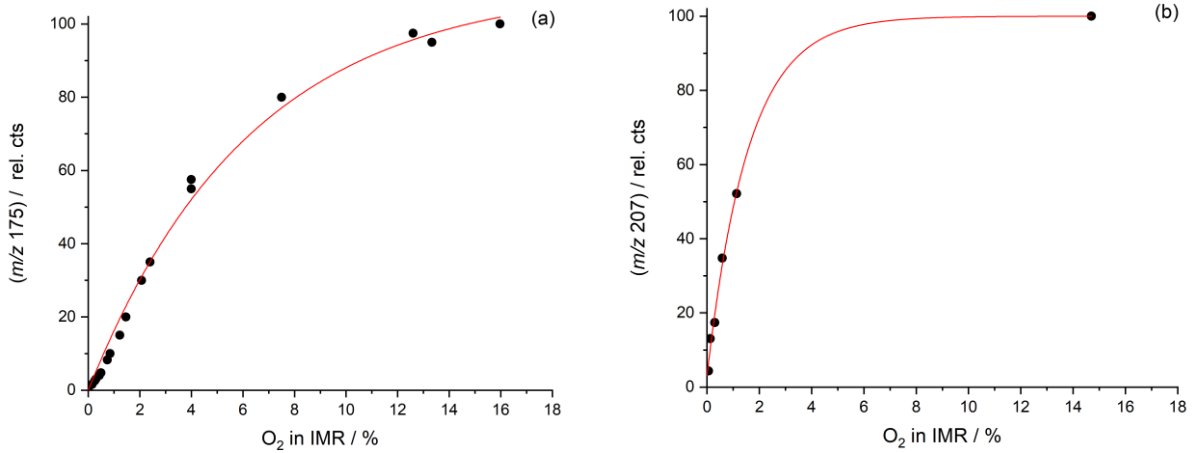 (a)
100
80
60
40
20
0
(m/z 175) / rel. cts
0 2 4 6 8 10 12 14 16 18
O₂ in IMR / %
(b)
100
80
60
40
20
0
(m/z 207) / rel. cts
0 2 4 6 8 10 12 14 16 18
O₂ in IMR / %